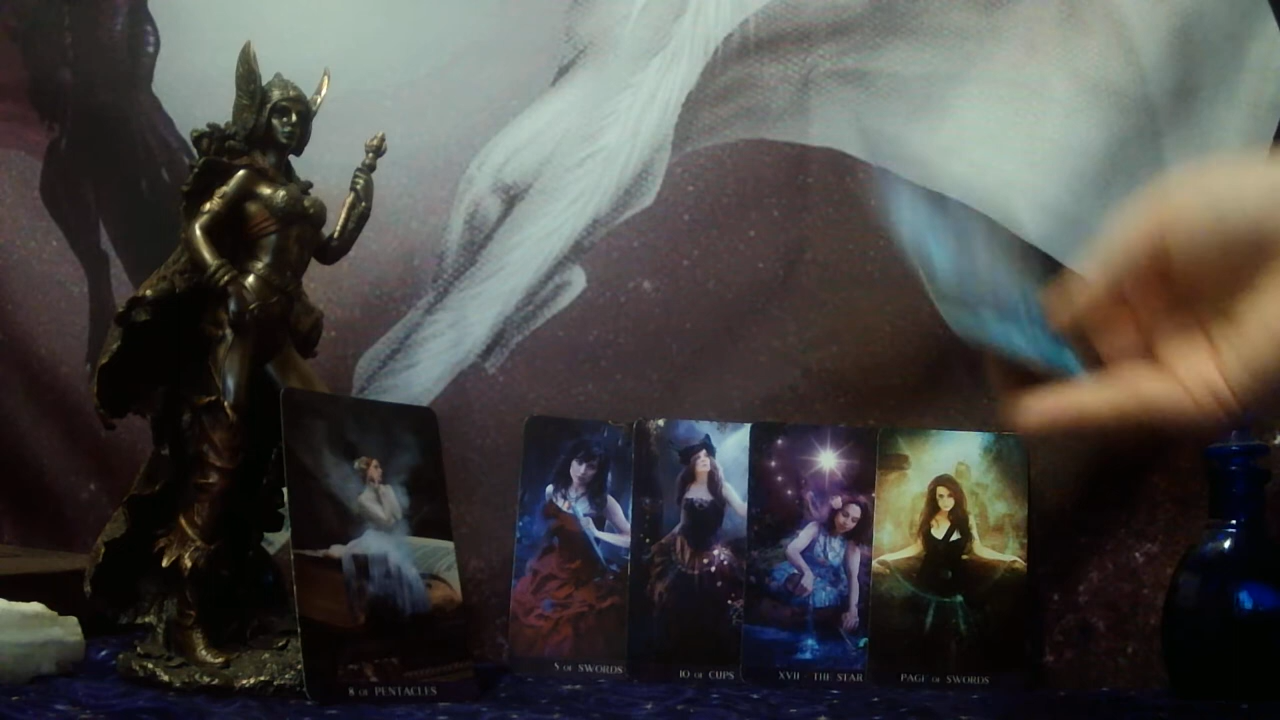 8 OF PENTACLES
5 OF SWORDS
10 OF CUPS
XVII THE STAR
PAGE OF SWORDS